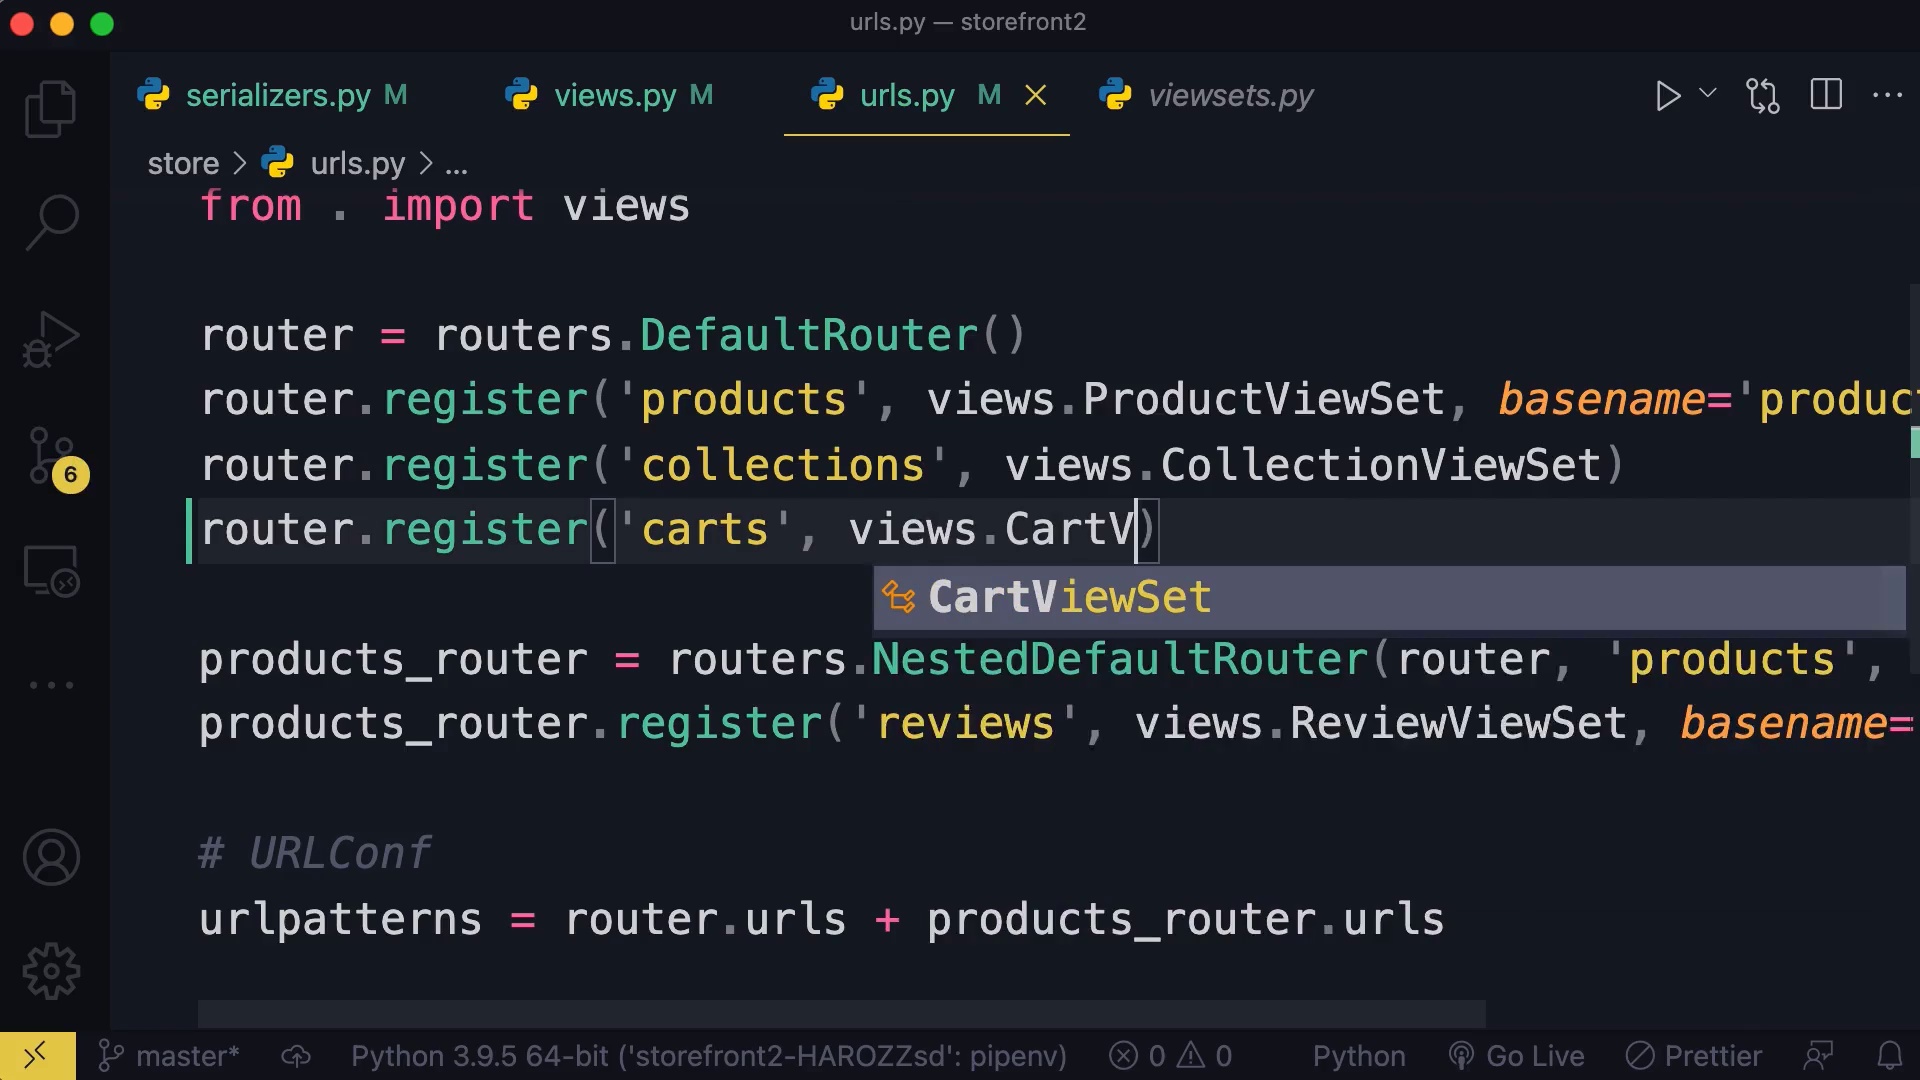 urls.py — storefront2
serializers.py M views.py M urls.py M viewsets.py
store > urls.py > ...
from . import views
router = routers.DefaultRouter()
router.register('products', views.ProductViewSet, basename='produc
router.register('collections', views.CollectionViewSet)
router.register('carts', views.CartV)
CartViewSet
products_router = routers.NestedDefaultRouter(router, 'products',
products_router.register('reviews', views.ReviewViewSet, basename=
# URLConf
urlpatterns = router.urls + products_router.urls
6
master* Python 3.9.5 64-bit ('storefront2-HAROZZsd': pipenv) 0 0 Python Go Live Prettier